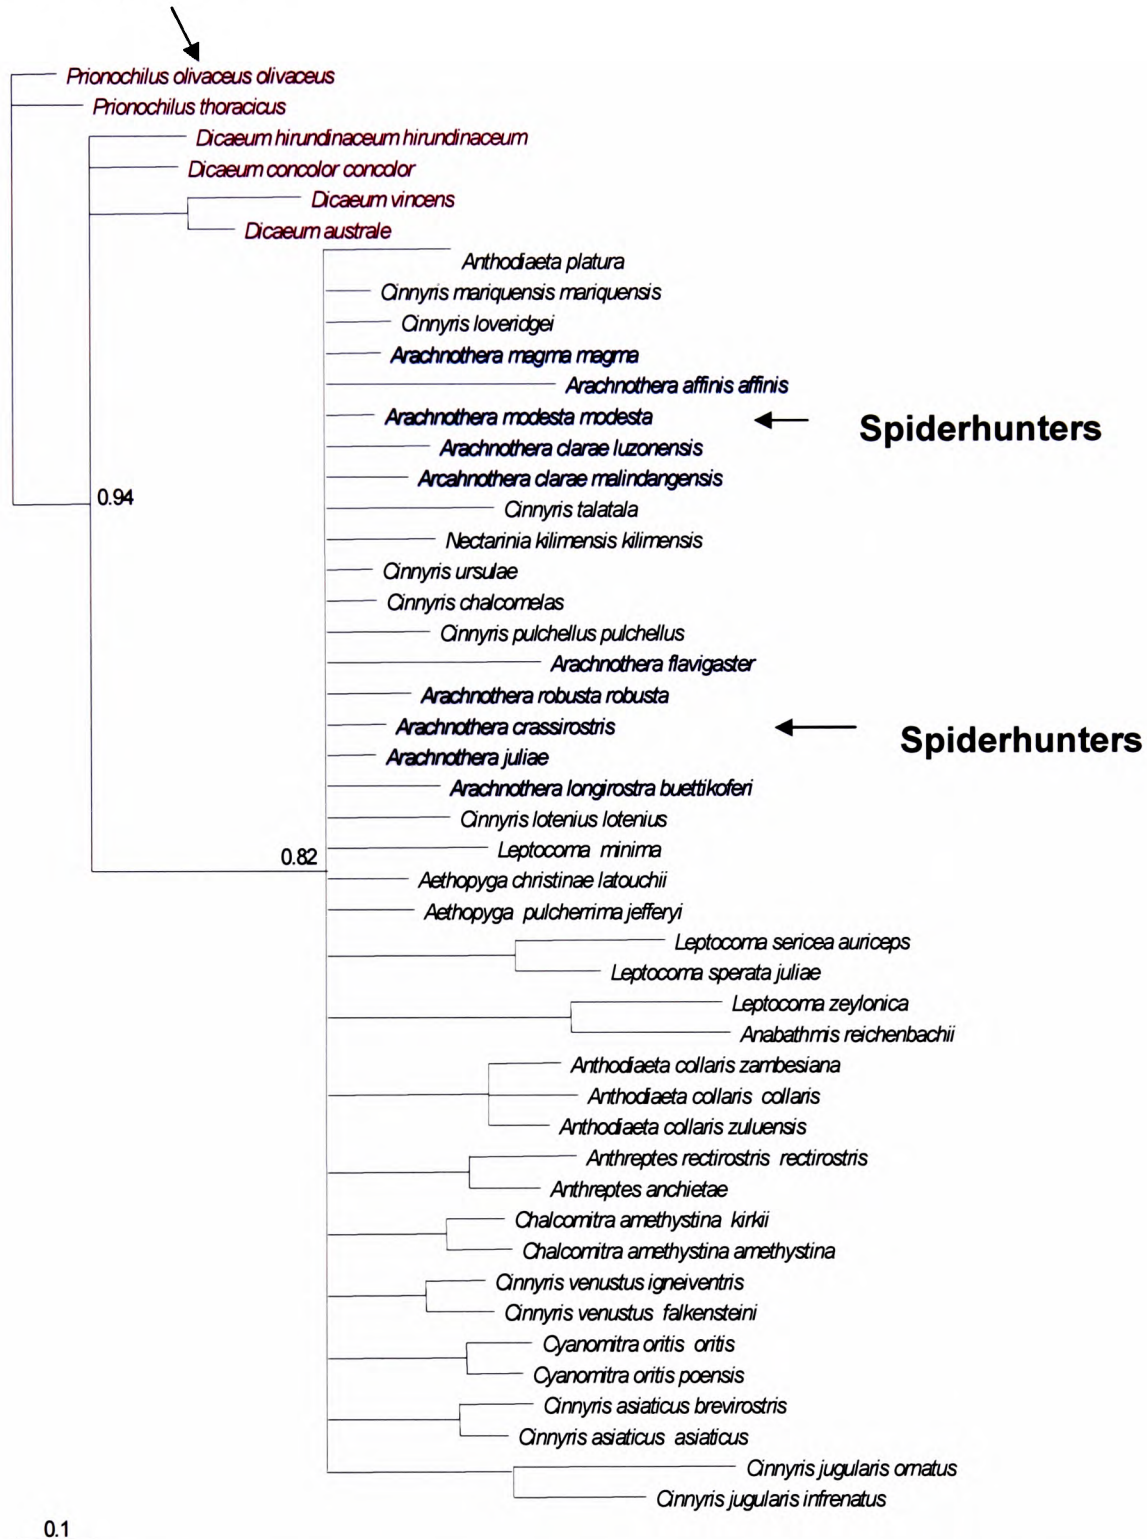 Prionochilus olivaceus olivaceus
Prionochilus thoracicus
Dicaeum hirundinaceum hirundinaceum
Dicaeum concolor concolor
Dicaeum vincens
Dicaeum australe
Anthodiaeta platura
Cinnyris mariquensis mariquensis
Cinnyris loveridgei
Arachnothera magma magma
Arachnothera affinis affinis
Arachnothera modesta modesta
Spiderhunters
Arachnothera clarae luzonensis
Arcahnothera clarae malindangensis
0.94
Cinnyris talatala
Nectarinia kilimensis kilimensis
Cinnyris ursulae
Cinnyris chalcomelas
Cinnyris pulchellus pulchellus
Arachnothera flavigaster
Arachnothera robusta robusta
Arachnothera crassirostris
Spiderhunters
Arachnothera juliae
Arachnothera longirostra buettikoferi
Cinnyris lotenius lotenius
Leptocoma minima
0.82
Aethopyga christinae latouchii
Aethopyga pulcherrima jefferyi
Leptocoma sericea auriceps
Leptocoma sperata juliae
Leptocoma zeylonica
Anabathmis reichenbachii
Anthodiaeta collaris zambesiana
Anthodiaeta collaris collaris
Anthodiaeta collaris zuluensis
Anthreptes rectirostris rectirostris
Anthreptes anchietae
Chalcomitra amethystina kirkii
Chalcomitra amethystina amethystina
Cinnyris venustus igneiventris
Cinnyris venustus falkensteini
Cyanomitra oritis oritis
Cyanomitra oritis poensis
Cinnyris asiaticus brevirostris
Cinnyris asiaticus asiaticus
Cinnyris jugularis ornatus
Cinnyris jugularis infrenatus
0.1